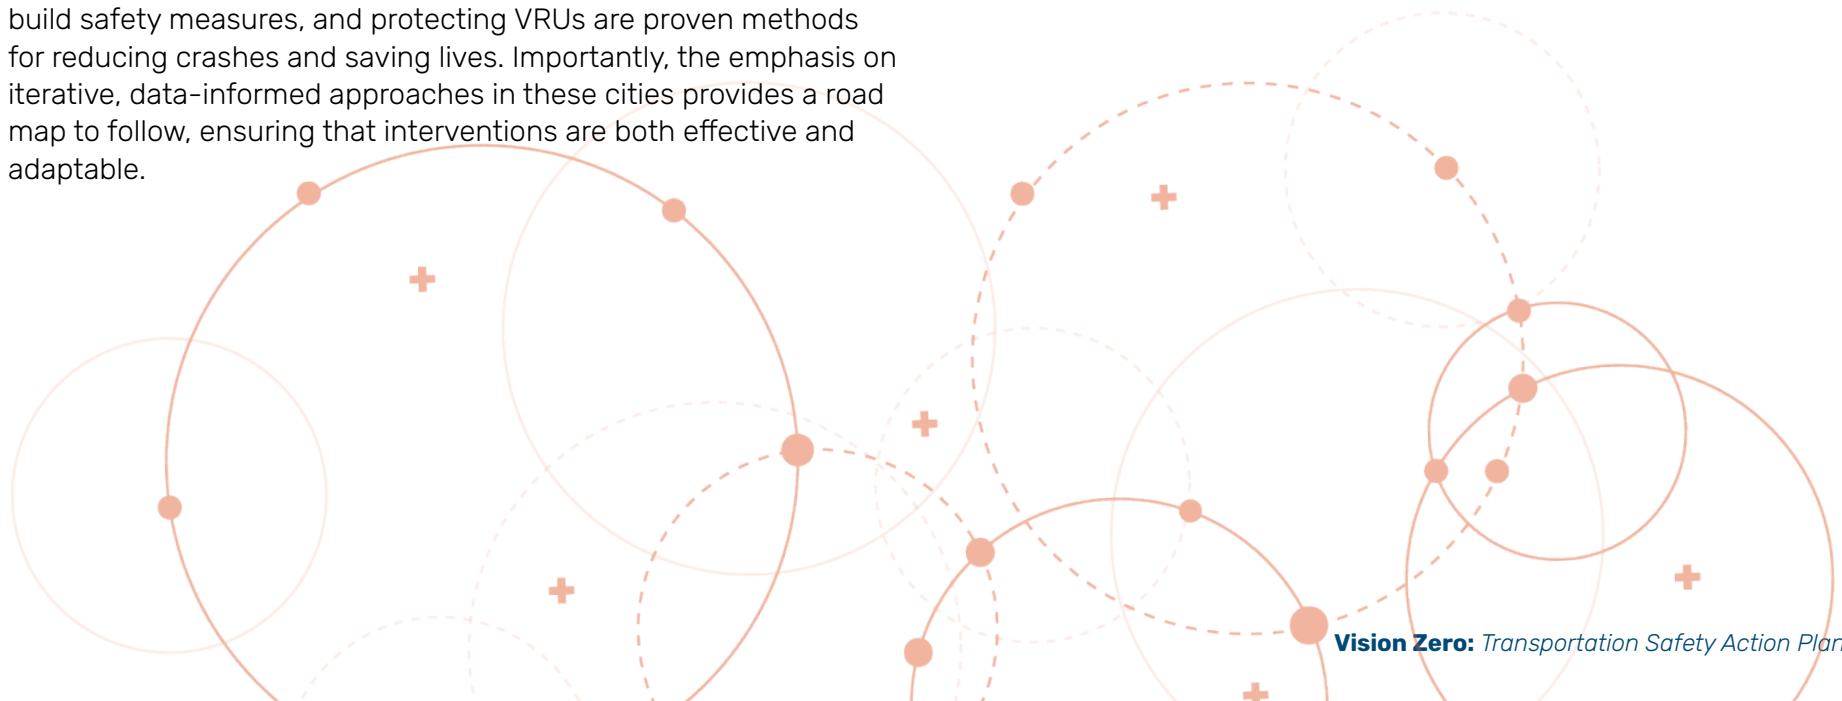 build safety measures, and protecting VRUs are proven methods
for reducing crashes and saving lives. Importantly, the emphasis on
iterative, data-informed approaches in these cities provides a road
map to follow, ensuring that interventions are both effective and
adaptable.
Vision Zero: Transportation Safety Action Plan